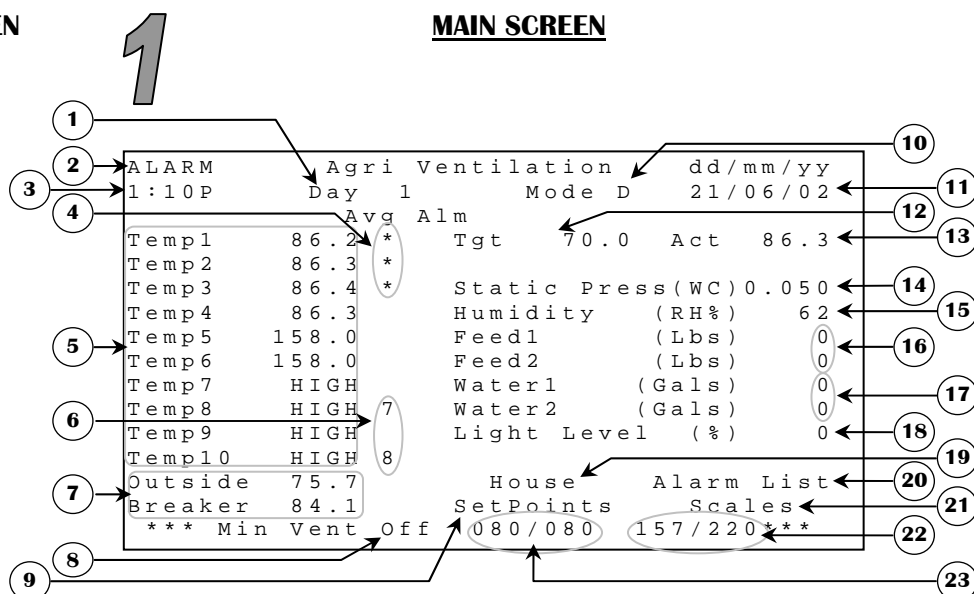 EN
MAIN SCREEN
1
1
2
3
4
5
6
7
8
9
10
11
12
13
14
15
16
17
18
19
20
21
22
23
ALARM Agri Ventilation dd/mm/yy
1:10P Day 1 Mode D 21/06/02
Avg Alm
Temp1 86.2 * Tgt 70.0 Act 86.3
Temp2 86.3 *
Temp3 86.4 * Static Press(WC)0.050
Temp4 86.3 Humidity (RH%) 62
Temp5 158.0 Feed1 (Lbs) 0
Temp6 158.0 Feed2 (Lbs) 0
Temp7 HIGH Water1 (Gals) 0
Temp8 HIGH 7 Water2 (Gals) 0
Temp9 HIGH Light Level (%) 0
Temp10 HIGH 8
Outside 75.7 House Alarm List
Breaker 84.1 SetPoints Scales
*** Min Vent Off 080/080 157/220***